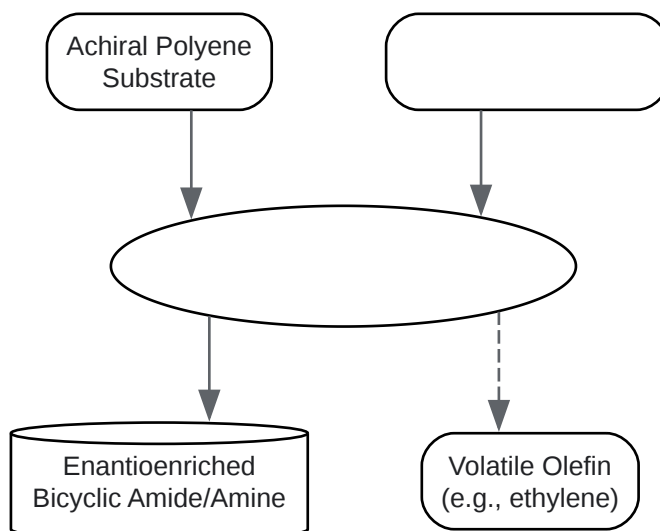 Achiral Polyene
Substrate
Enantioenriched
Bicyclic Amide/Amine
Volatile Olefin
(e.g., ethylene)